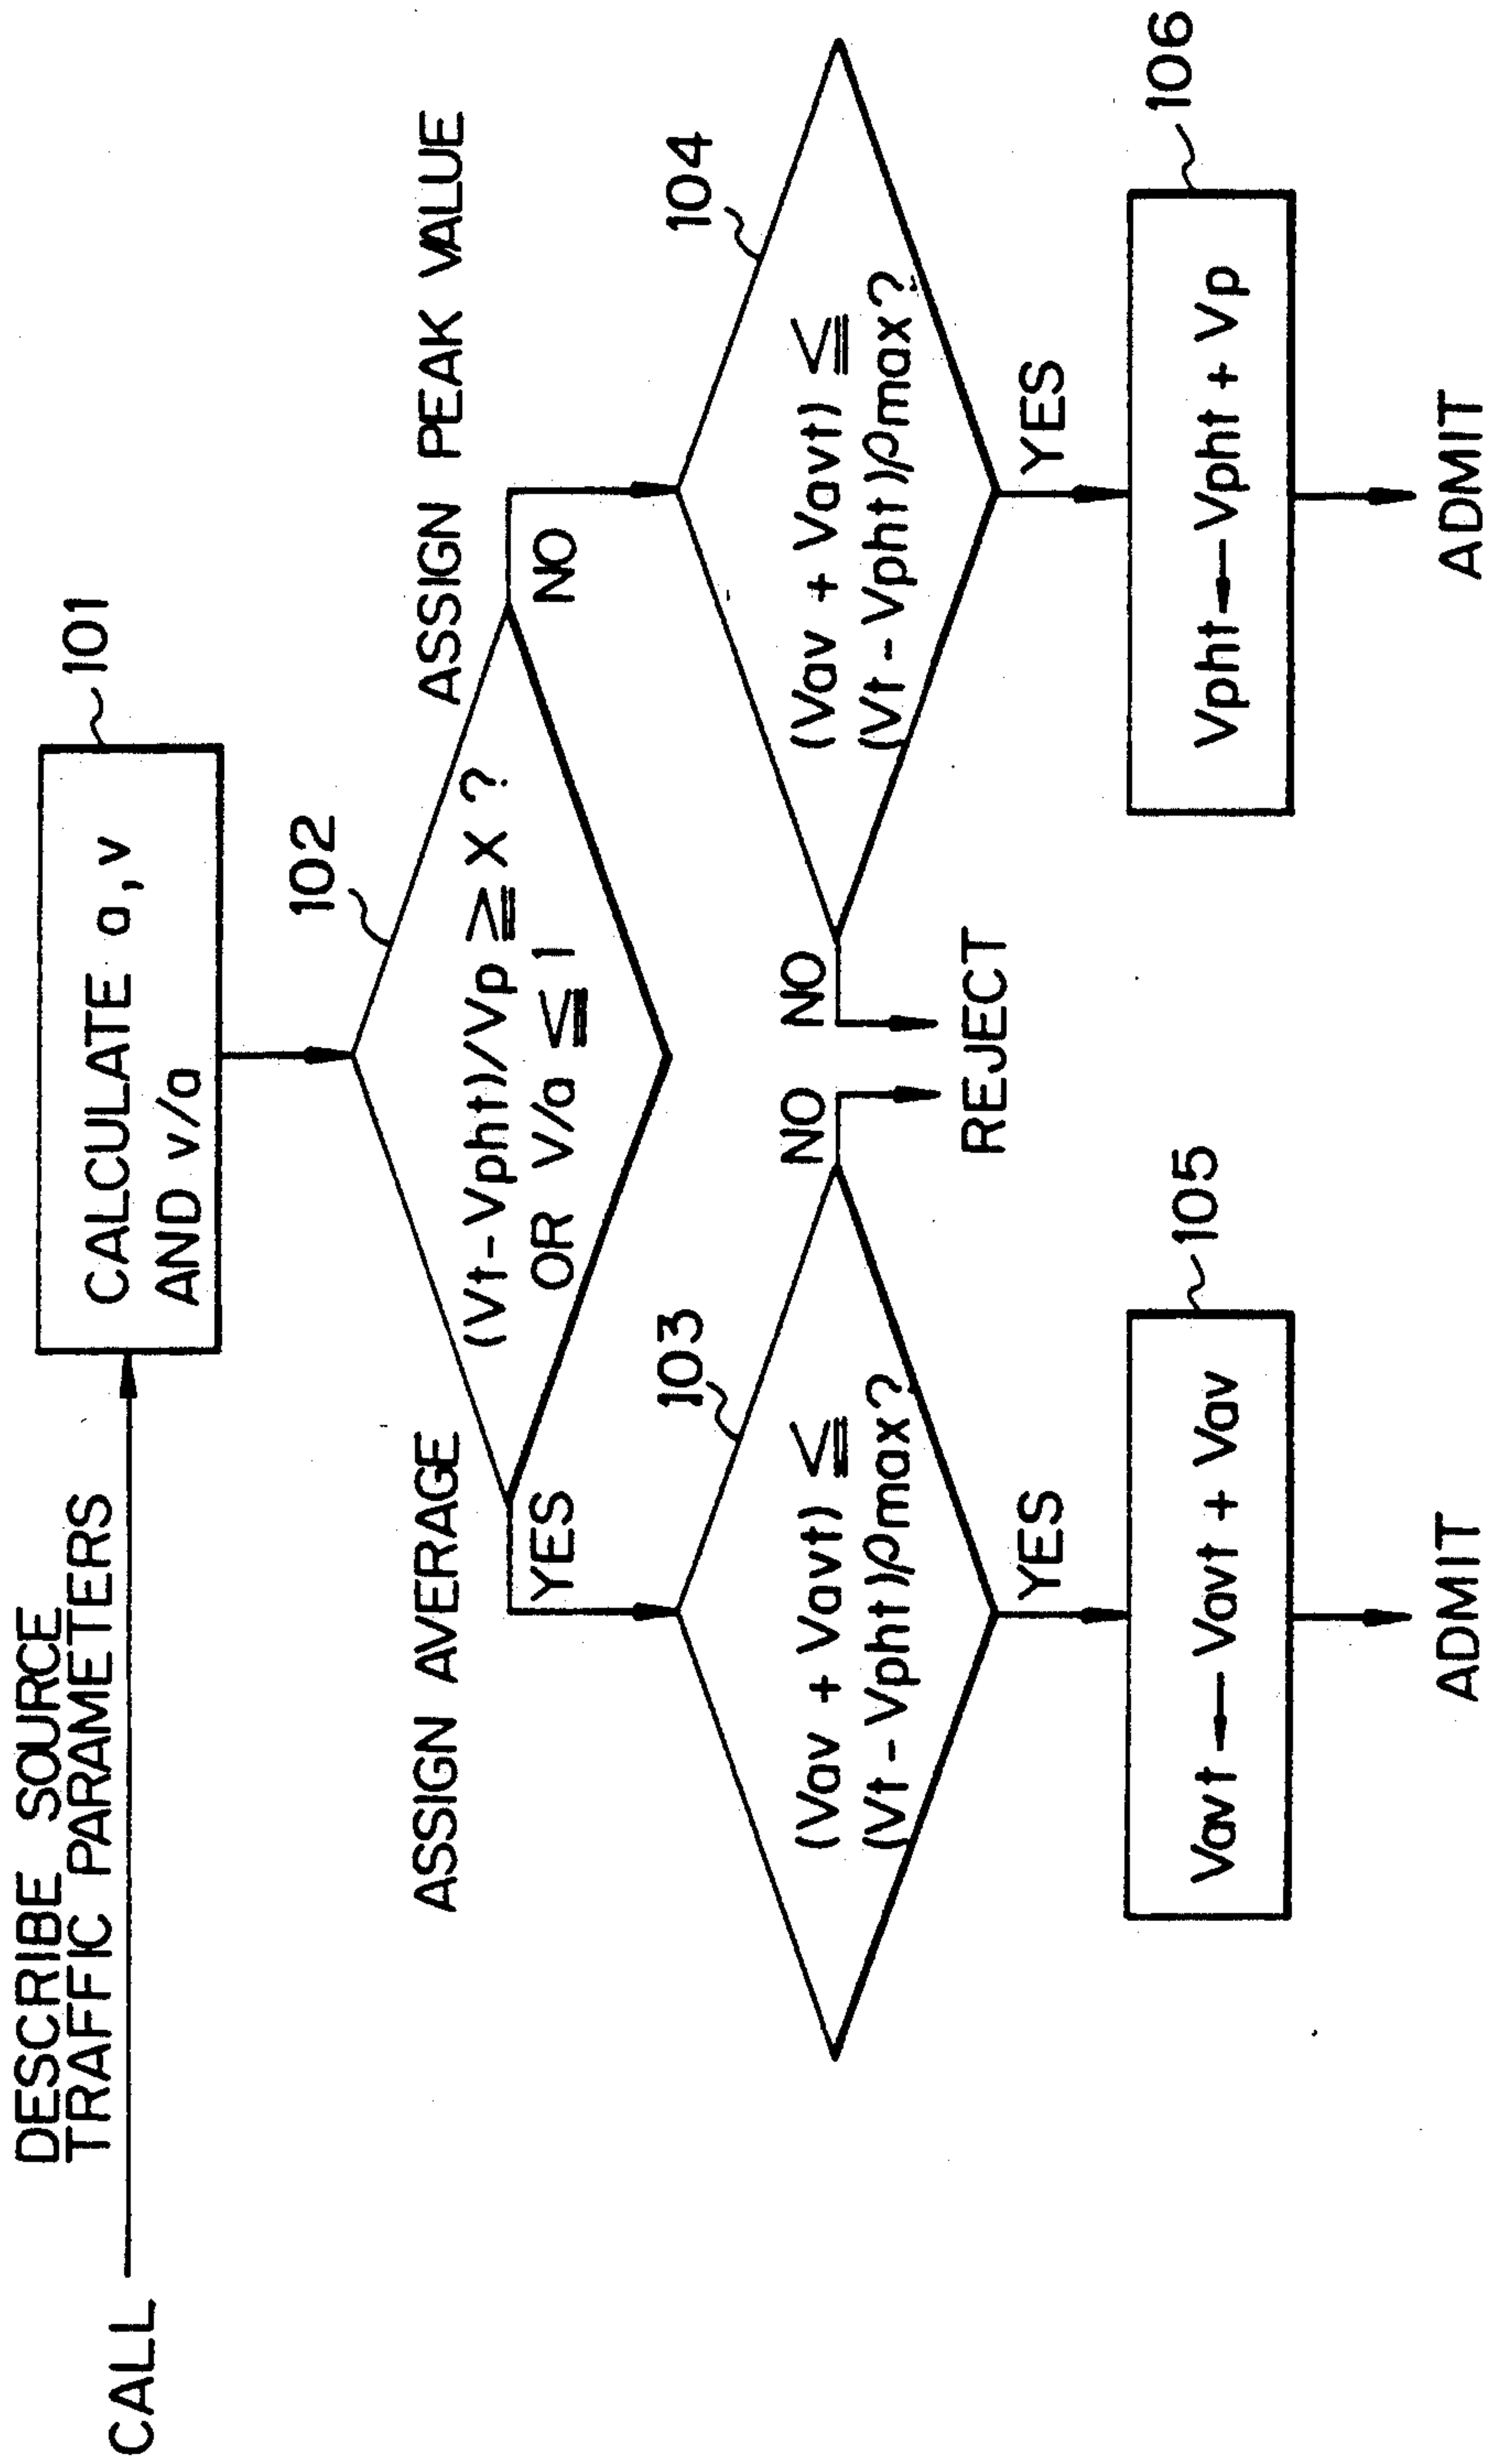 DESCRIBE SOURCE
TRAFFIC PARAMETERS
CALL
101
CALCULATE a, v
AND v/a
102
(Vt-Vpht)/Vp ≧ X ?
OR V/a ≦ 1
ASSIGN AVERAGE
YES
ASSIGN PEAK VALUE
NO
103
(Vav + Vavt) ≦
(Vt - Vpht)ρmax?
NO
104
(Vav + Vavt) ≦
(Vt - Vpht)ρmax?
NO
REJECT
YES
YES
105
Vavt ← Vavt + Vav
106
Vpht ← Vpht + Vp
ADMIT
ADMIT